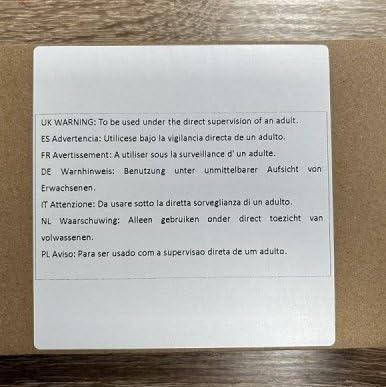 UK WARNING: To be used under the direct supervision of an adult.
ES Advertencia: Utilicese bajo la vigilancia directa de un adulto.
FR Avertissement: A utiliser sous la surveillance d' un adulte.
DE Warnhinweis: Benutzung unter unmittelbarer Aufsicht von
Erwachsenen.
IT Attenzione: Da usare sotto la diretta sorveglianza di un adulto.
NL Waarschuwing: Alleen gebruiken onder direct toezicht van
volwassenen.
PL Aviso: Para ser usado com a supervisao direta de um adulto.